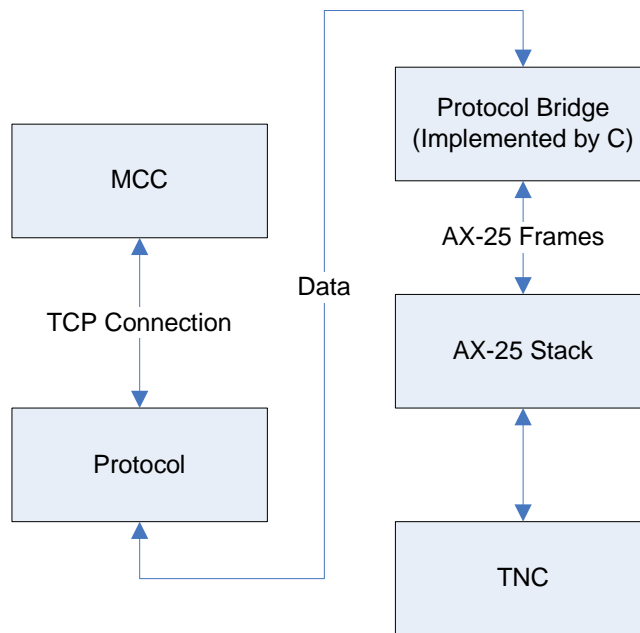 MCC
TCP Connection
Protocol
Data
Protocol Bridge
(Implemented by C)
AX-25 Frames
AX-25 Stack
TNC